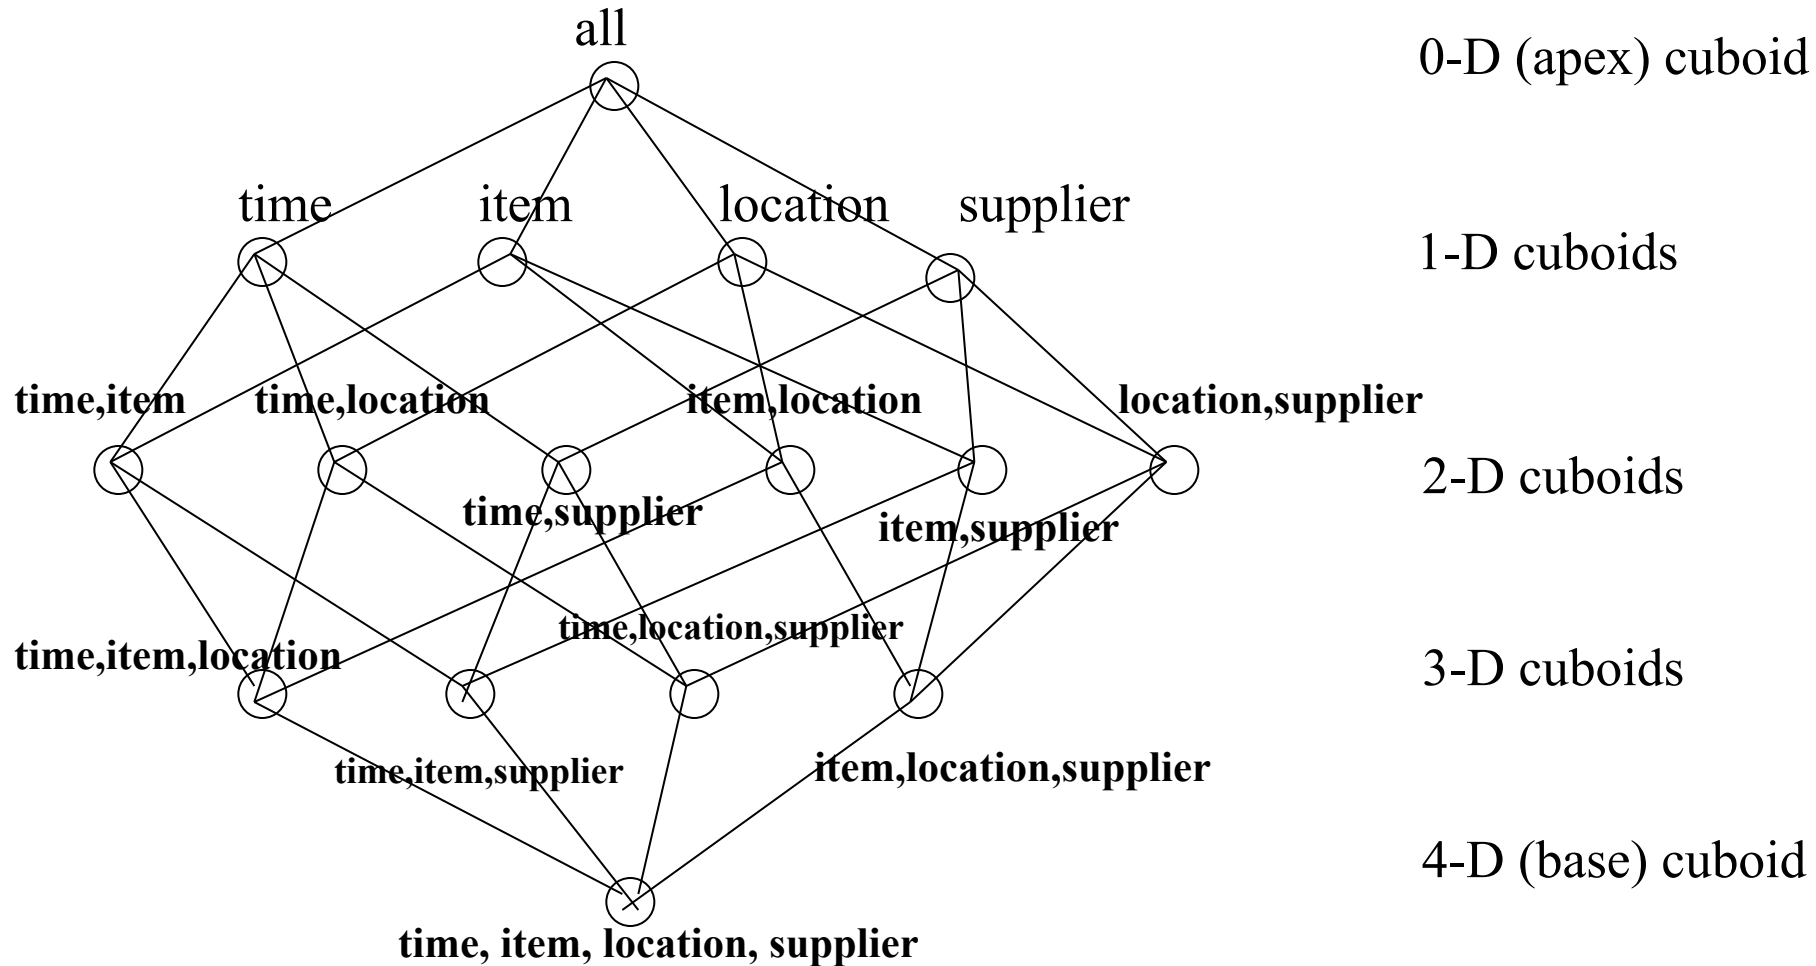 all
0-D (apex) cuboid
time
item
location
supplier
1-D cuboids
time,item
time,location
item,location
location,supplier
2-D cuboids
time,supplier
item,supplier
time,location,supplier
time,item,location
3-D cuboids
time,item,supplier
item,location,supplier
4-D (base) cuboid
time, item, location, supplier